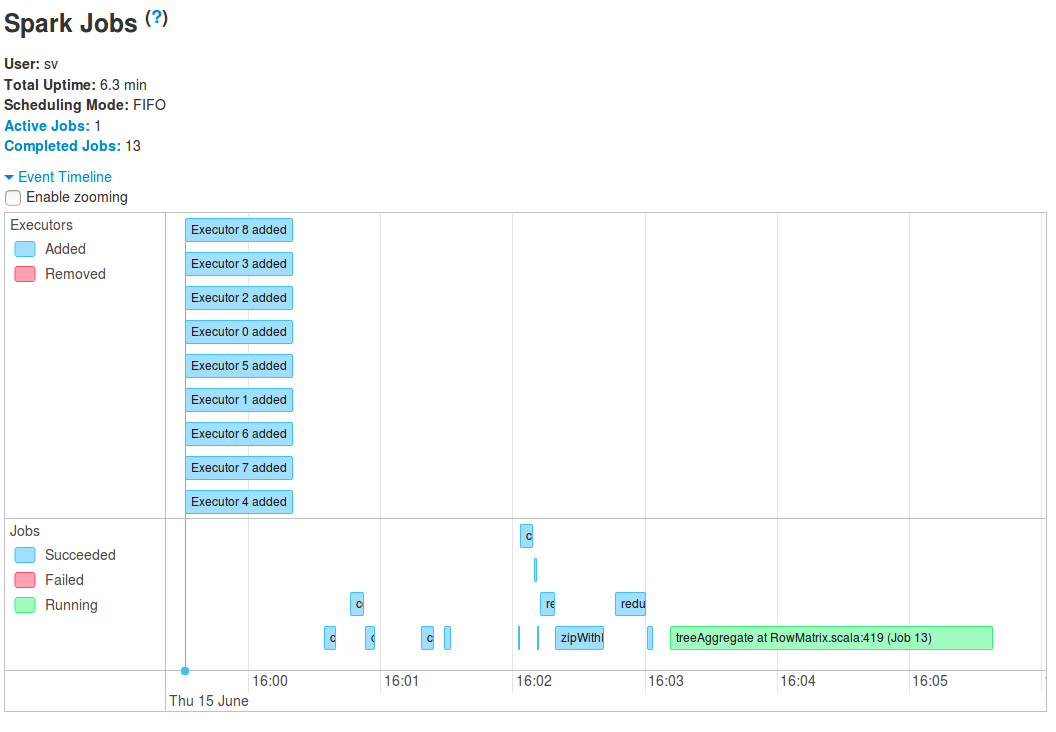 Spark Jobs (?)
User: sv
Total Uptime: 6.3 min
Scheduling Mode: FIFO
Active Jobs: 1
Completed Jobs: 13
Event Timeline
Enable zooming
Executors
Added
Removed
Executor 8 added
Executor 3 added
Executor 2 added
Executor 0 added
Executor 5 added
Executor 1 added
Executor 6 added
Executor 7 added
Executor 4 added
Jobs
Succeeded
Failed
Running
c
re
redu
c
c
zipWithI
treeAggregate at RowMatrix.scala:419 (Job 13)
16:00
16:01
16:02
16:03
16:04
16:05
Thu 15 June